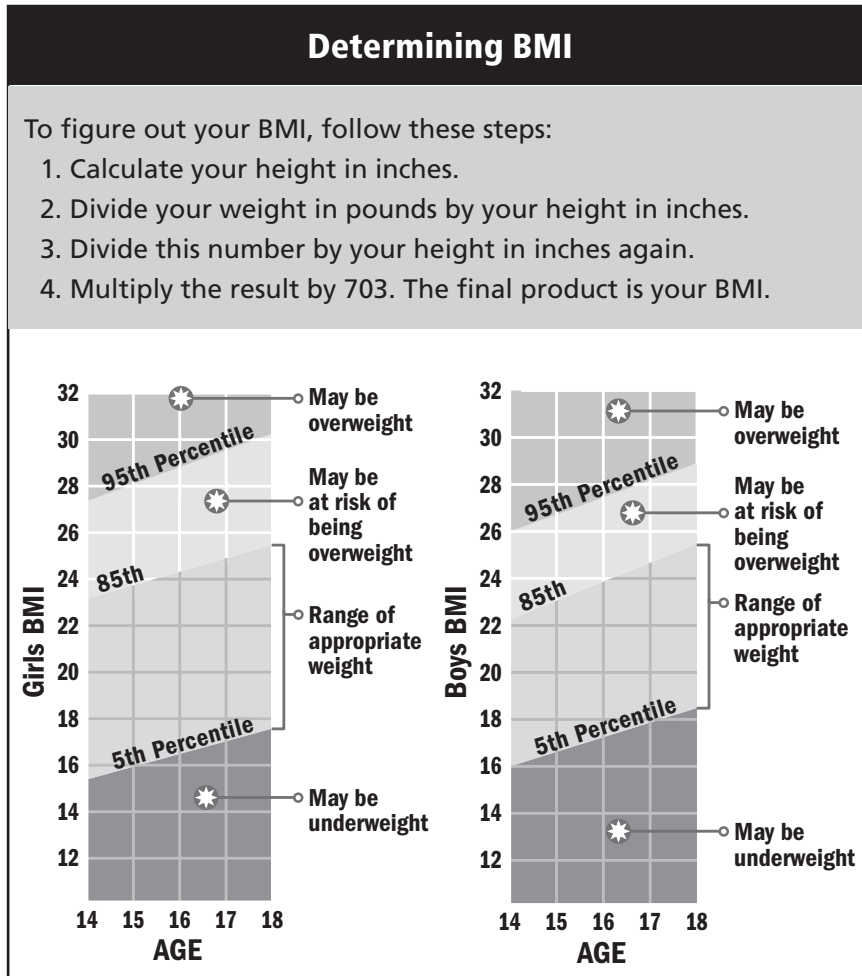 Determining BMI
To figure out your BMI, follow these steps:
1. Calculate your height in inches.
2. Divide your weight in pounds by your height in inches.
3. Divide this number by your height in inches again.
4. Multiply the result by 703. The final product is your BMI.
Girls BMI
32
30
28
26
24
22
20
18
16
14
12
14 15 16 17 18
AGE
95th Percentile
85th
5th Percentile
May be
overweight
May be
at risk of
being
overweight
Range of
appropriate
weight
May be
underweight
Boys BMI
32
30
28
26
24
22
20
18
16
14
12
14 15 16 17 18
AGE
95th Percentile
85th
5th Percentile
May be
overweight
May be
at risk of
being
overweight
Range of
appropriate
weight
May be
underweight